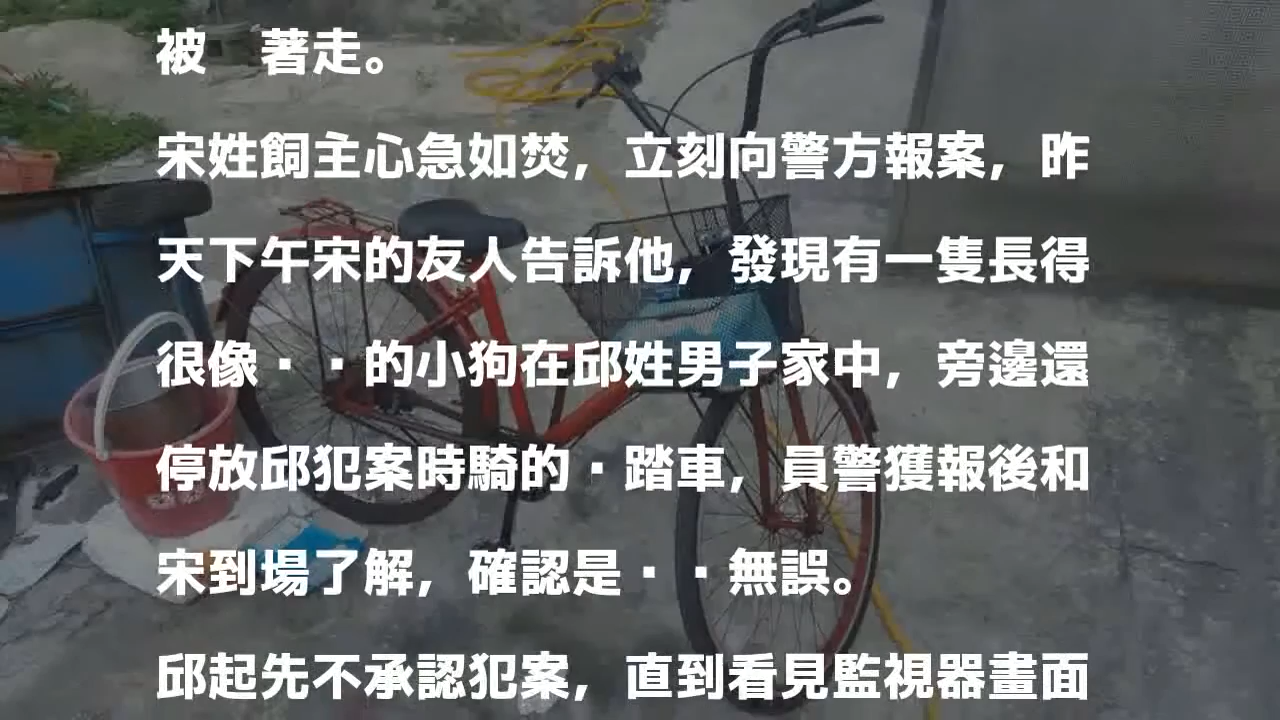 被　著走。
宋姓飼主心急如焚，立刻向警方報案，昨
天下午宋的友人告訴他，發現有一隻長得
很像··的小狗在邱姓男子家中，旁邊還
停放邱犯案時騎的·踏車，員警獲報後和
宋到場了解，確認是··無誤。
邱起先不承認犯案，直到看見監視器畫面